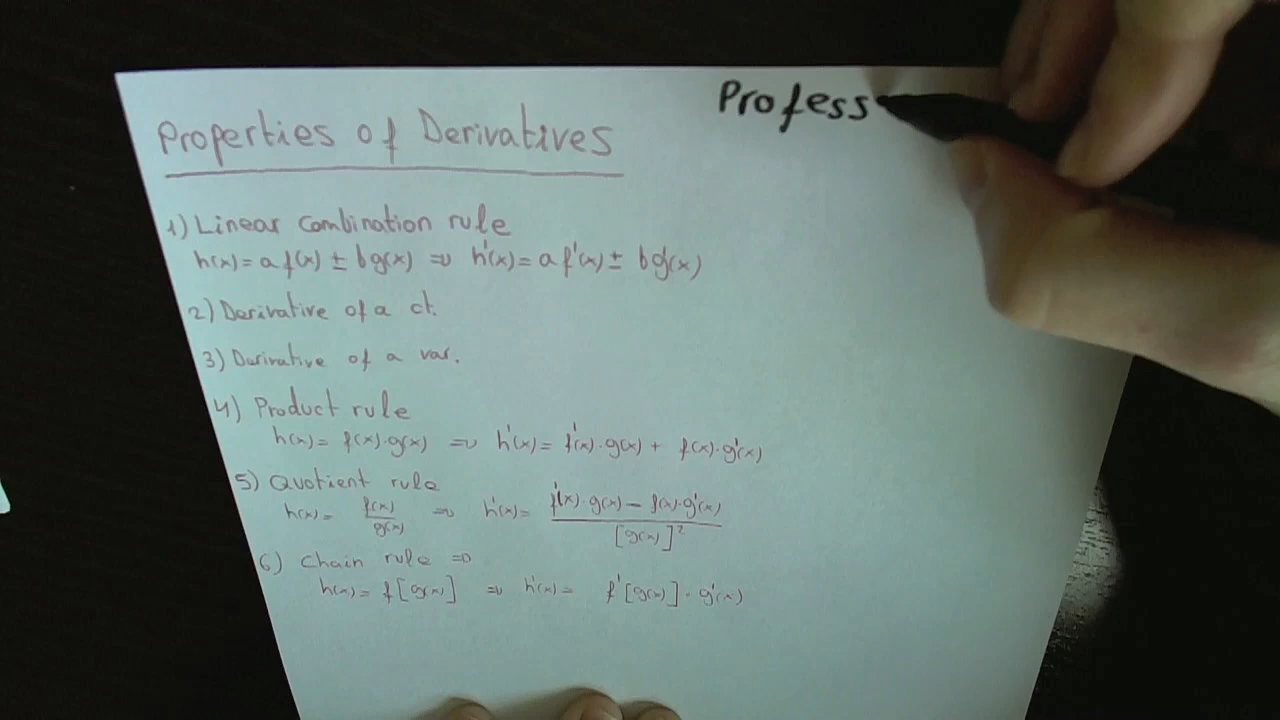 Profess
Properties of Derivatives
1) Linear combination rule
h(x) = a f(x) ± b g(x) ⇒ h'(x) = a f'(x) ± b g'(x)
2) Derivative of a ct.
3) Derivative of a var.
4) Product rule
h(x) = f(x) · g(x) ⇒ h'(x) = f'(x) · g(x) + f(x) · g'(x)
5) Quotient rule
h(x) = f(x)/g(x) ⇒ h'(x) = f'(x) · g(x) − f(x) · g'(x) / [g(x)]²
6) Chain rule ⇒
h(x) = f[g(x)] ⇒ h'(x) = f'[g(x)] · g'(x)